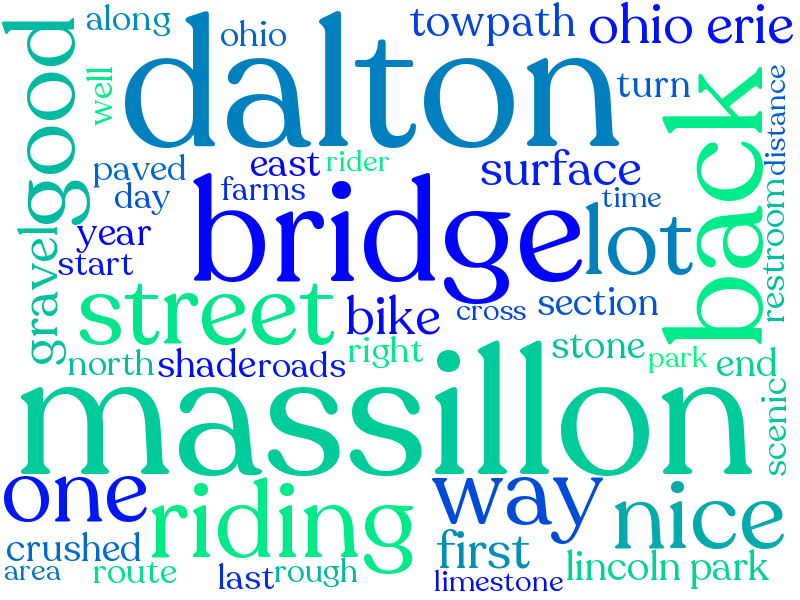 along
ohio
towpath
ohio erie
good
well
dalton
turn
back
distance
paved
east
rider
surface
day
farms
time
year
bridge
lot
restroom
start
gravel
street
bike
cross
section
north
shade
roads
right
stone
park
end
massillon
scenic
one
riding
way
nice
crushed
first
area
route
last
rough
limestone
lincoln park